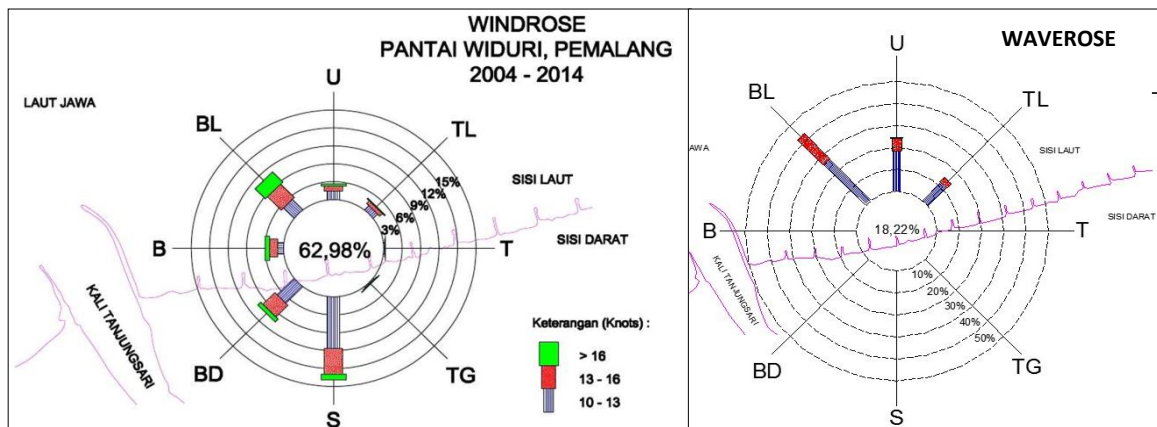 WINDROSE
PANTAI WIDURI, PEMALANG
2004 - 2014
LAUT JAWA
U
BL
TL
15%
12%
9%
6%
3%
SISI LAUT
B
62,98%
T
SISI DARAT
KALI TANJUNGSARI
BD
TG
S
Keterangan (Knots) :
> 16
13 - 16
10 - 13
WAVEROSE
U
BL
TL
AWA
SISI LAUT
B
18,22%
T
SISI DARAT
KALI TANJUNGSARI
10%
20%
30%
40%
50%
BD
TG
S